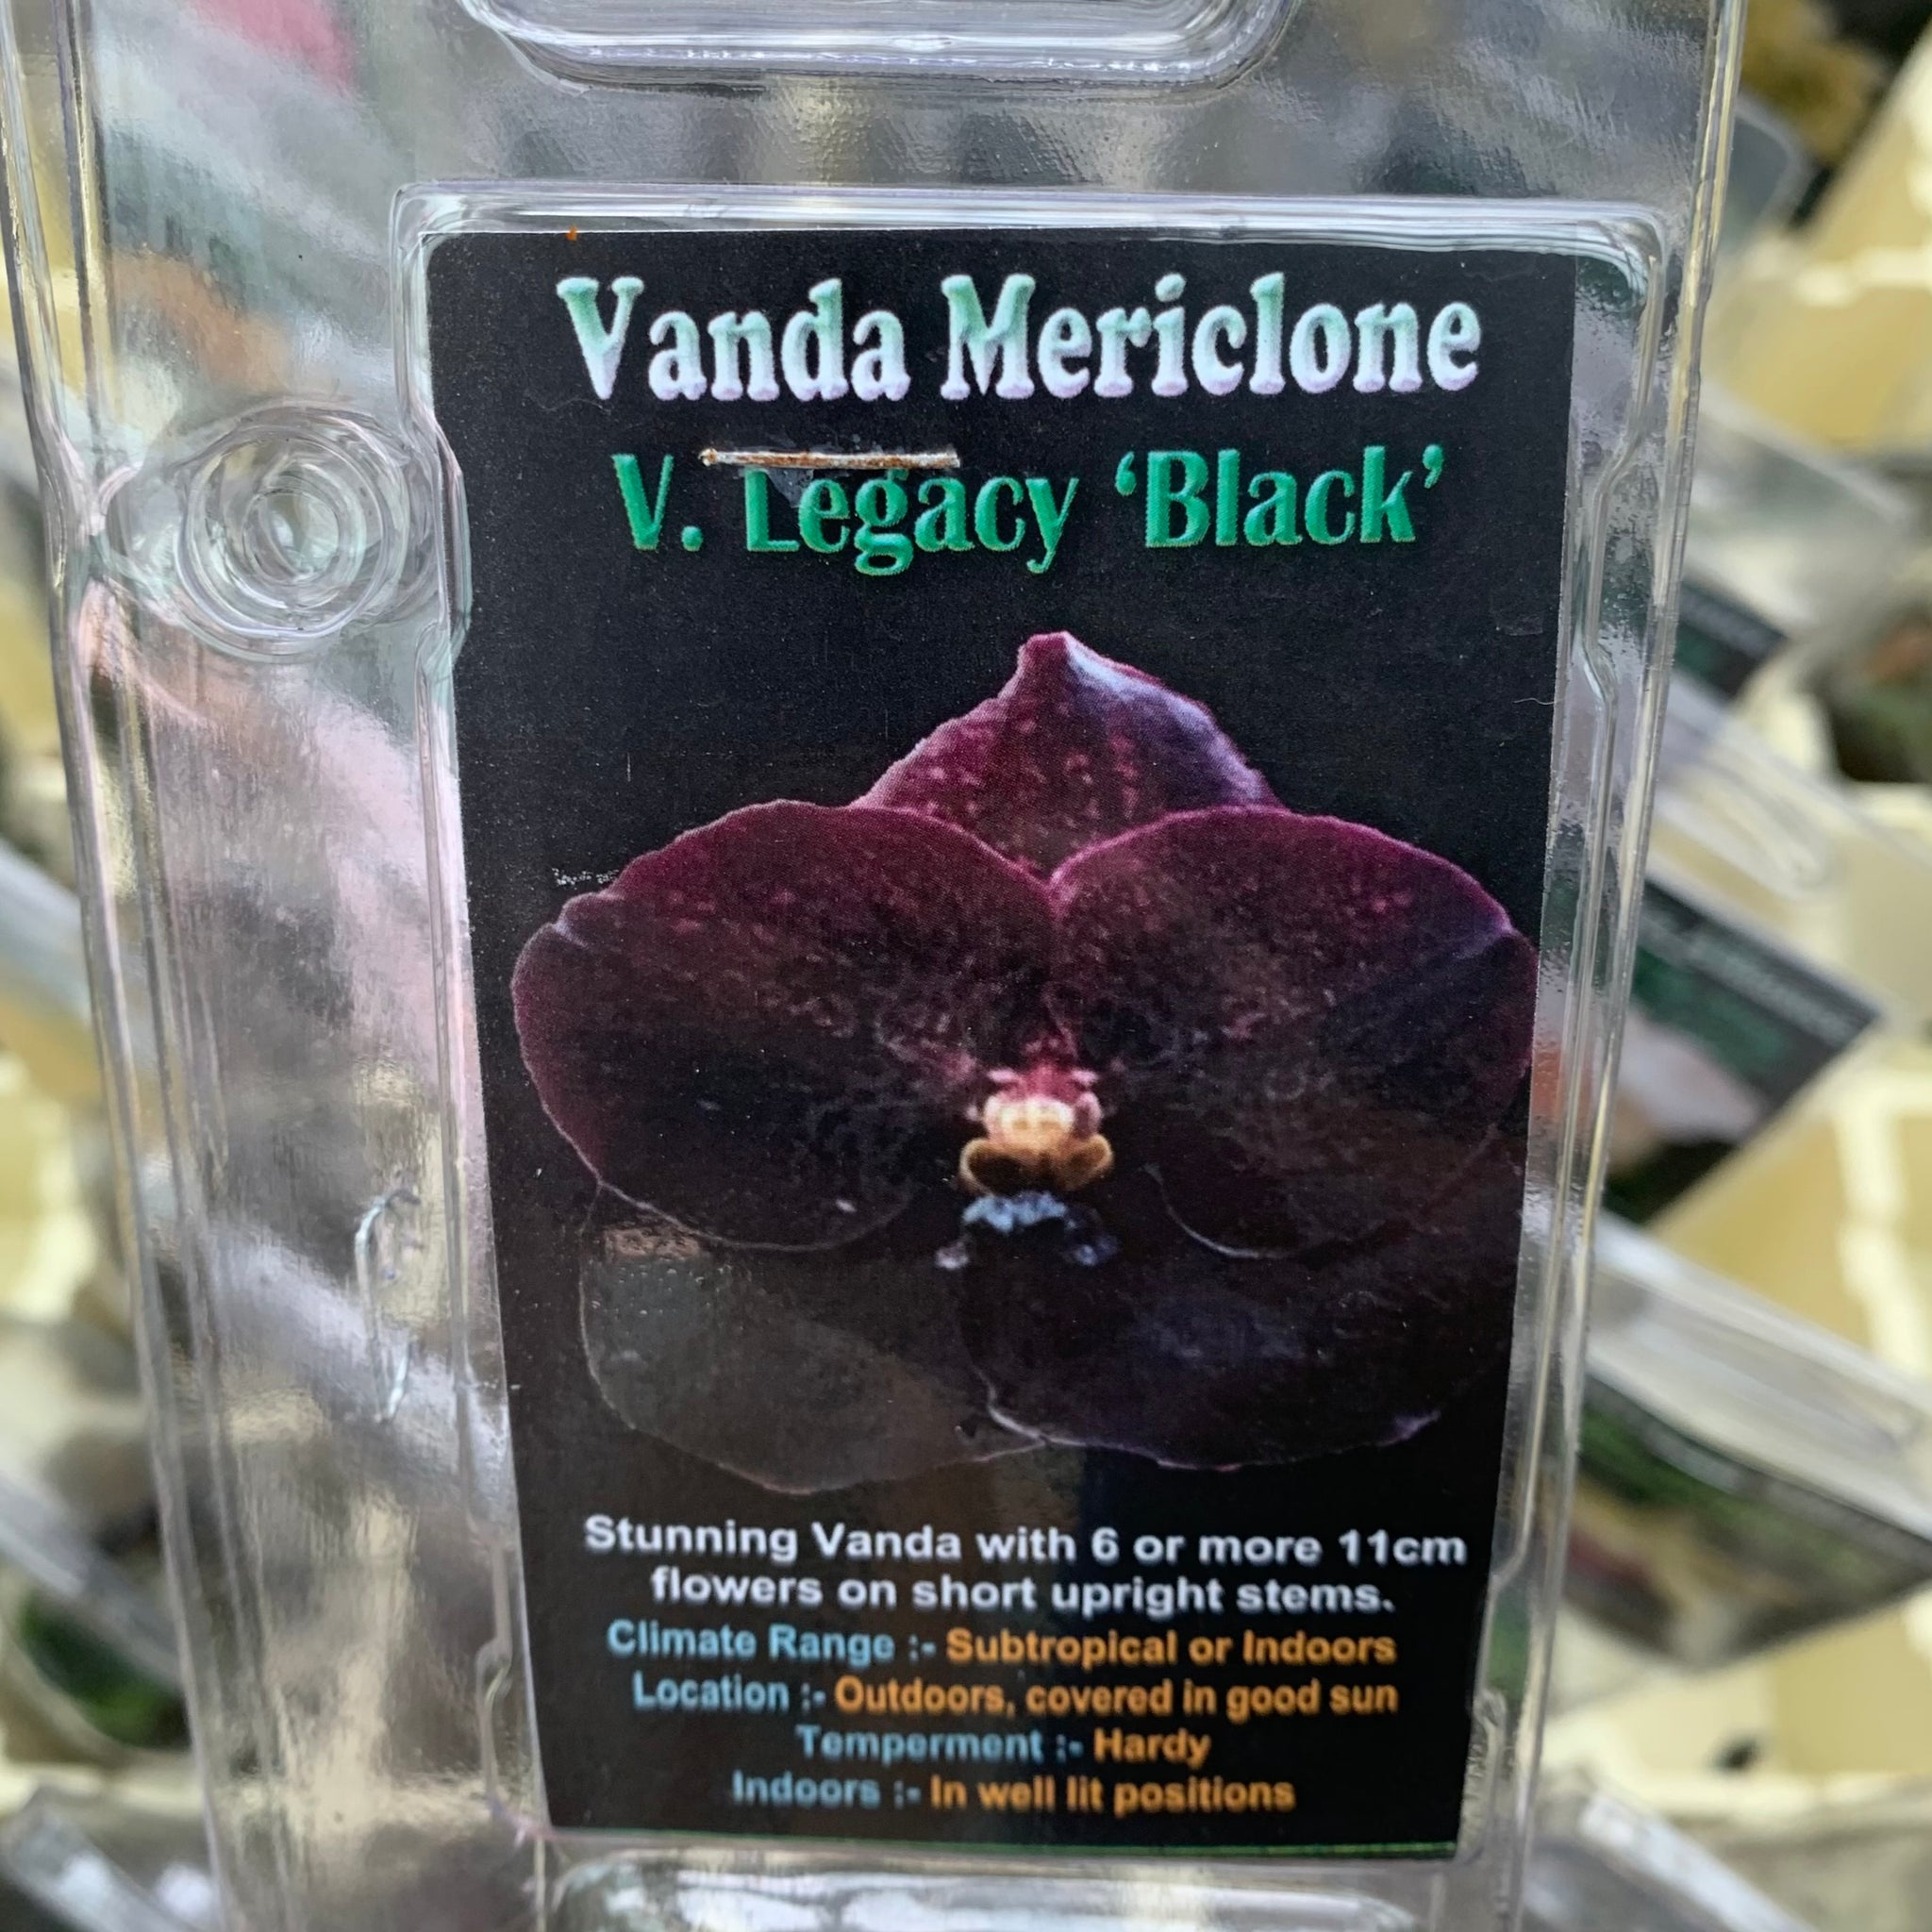 Vanda Mericlone
V. Legacy ‘Black’
Stunning Vanda with 6 or more 11cm
flowers on short upright stems.
Climate Range :- Subtropical or Indoors
Location :- Outdoors, covered in good sun
Temperment :- Hardy
Indoors :- In well lit positions